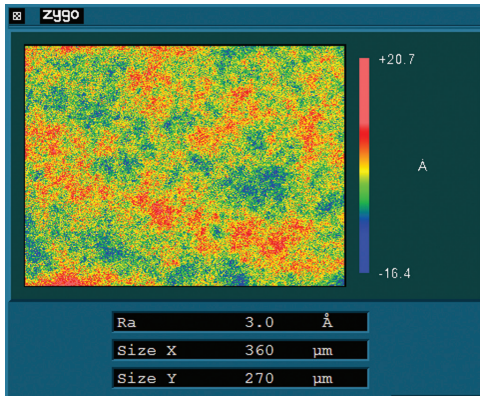 zygo
+20.7
Å
-16.4
Ra 3.0 Å
Size X 360 µm
Size Y 270 µm